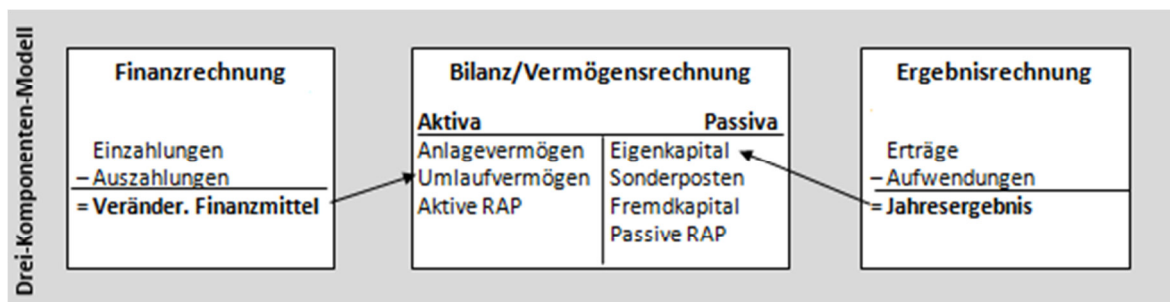 Drei-Komponenten-Modell
Finanzrechnung
Einzahlungen
– Auszahlungen
= Veränder. Finanzmittel
Bilanz/Vermögensrechnung
Aktiva Passiva
Anlagevermögen Eigenkapital
Umlaufvermögen Sonderposten
Aktive RAP Fremdkapital
Passive RAP
Ergebnisrechnung
Erträge
– Aufwendungen
= Jahresergebnis